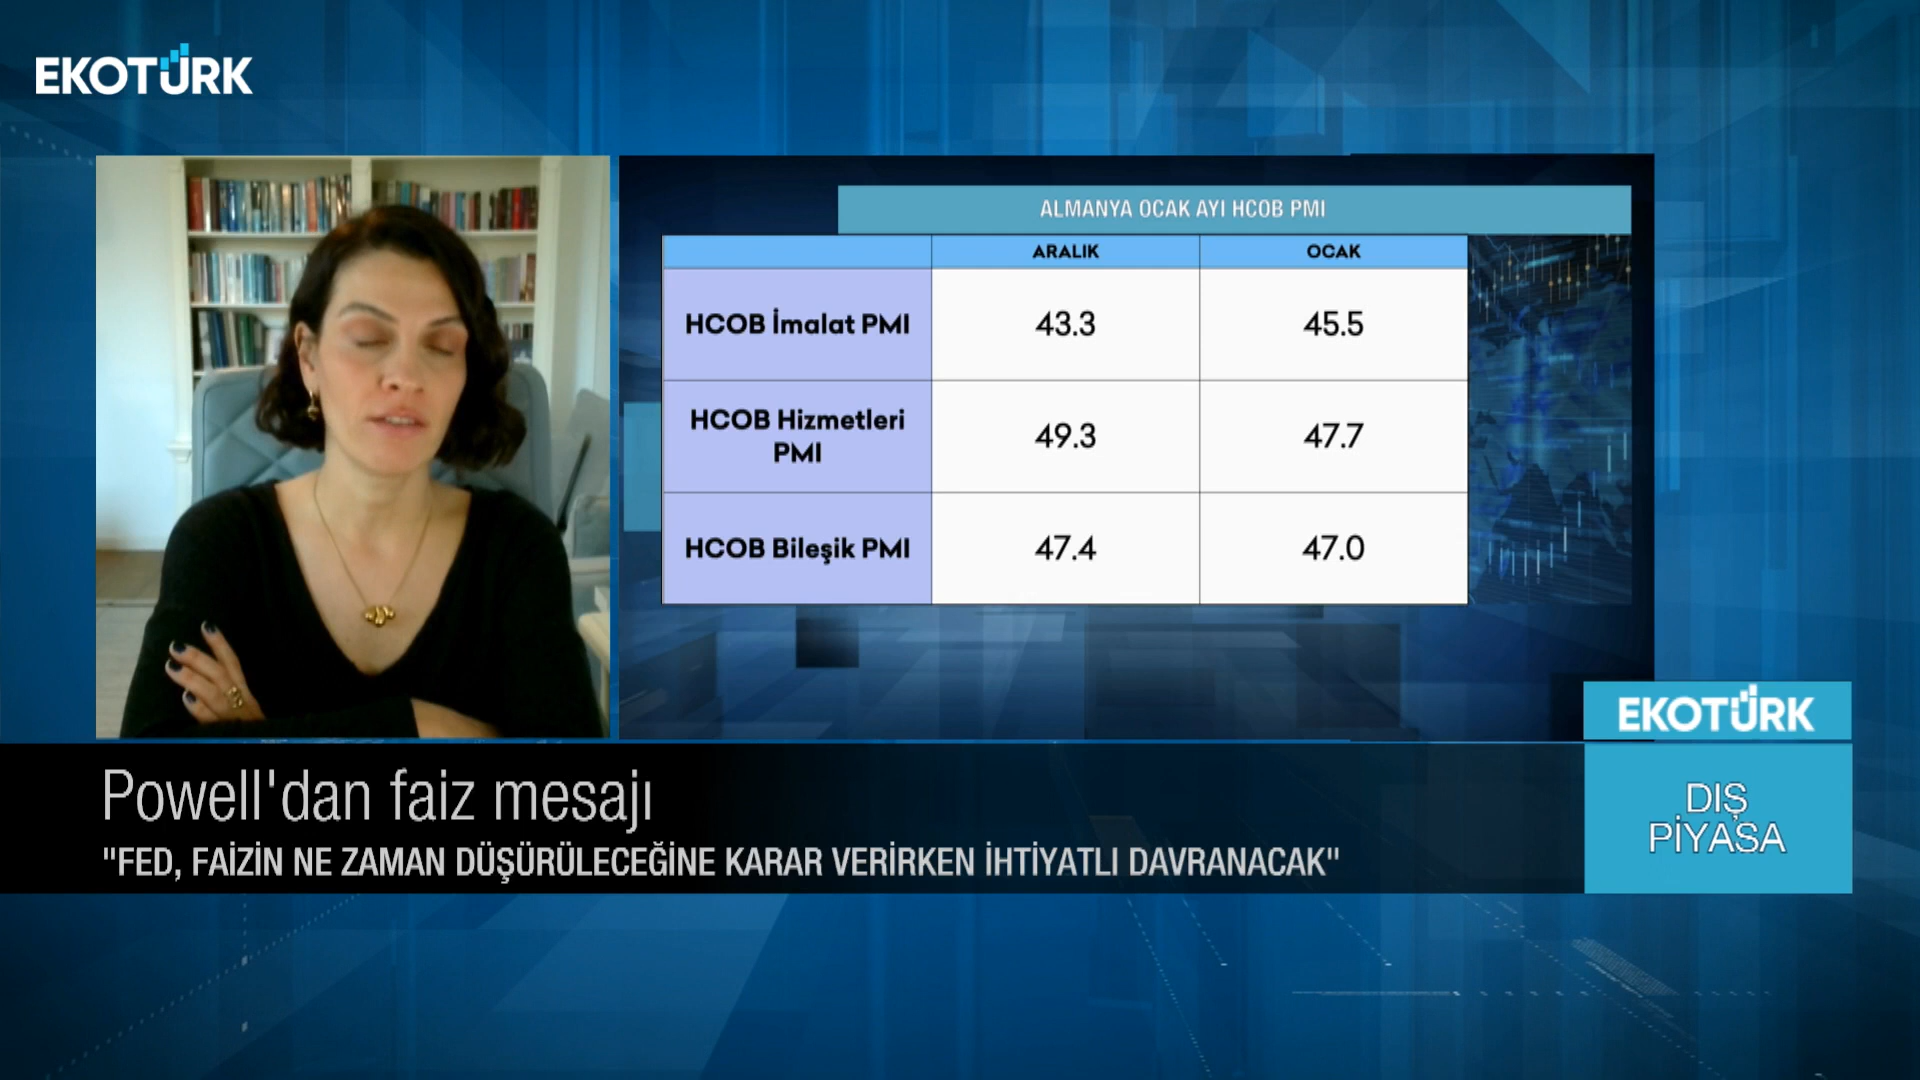 EKOTÜRK
ALMANYA OCAK AYI HCOB PMI
ARALIK OCAK
HCOB İmalat PMI 43.3 45.5
HCOB Hizmetleri
PMI 49.3 47.7
HCOB Bileşik PMI 47.4 47.0
EKOTÜRK
Powell'dan faiz mesajı
"FED, FAİZİN NE ZAMAN DÜŞÜRÜLECEĞİNE KARAR VERİRKEN İHTİYATLI DAVRANACAK"
DIŞ
PİYASA